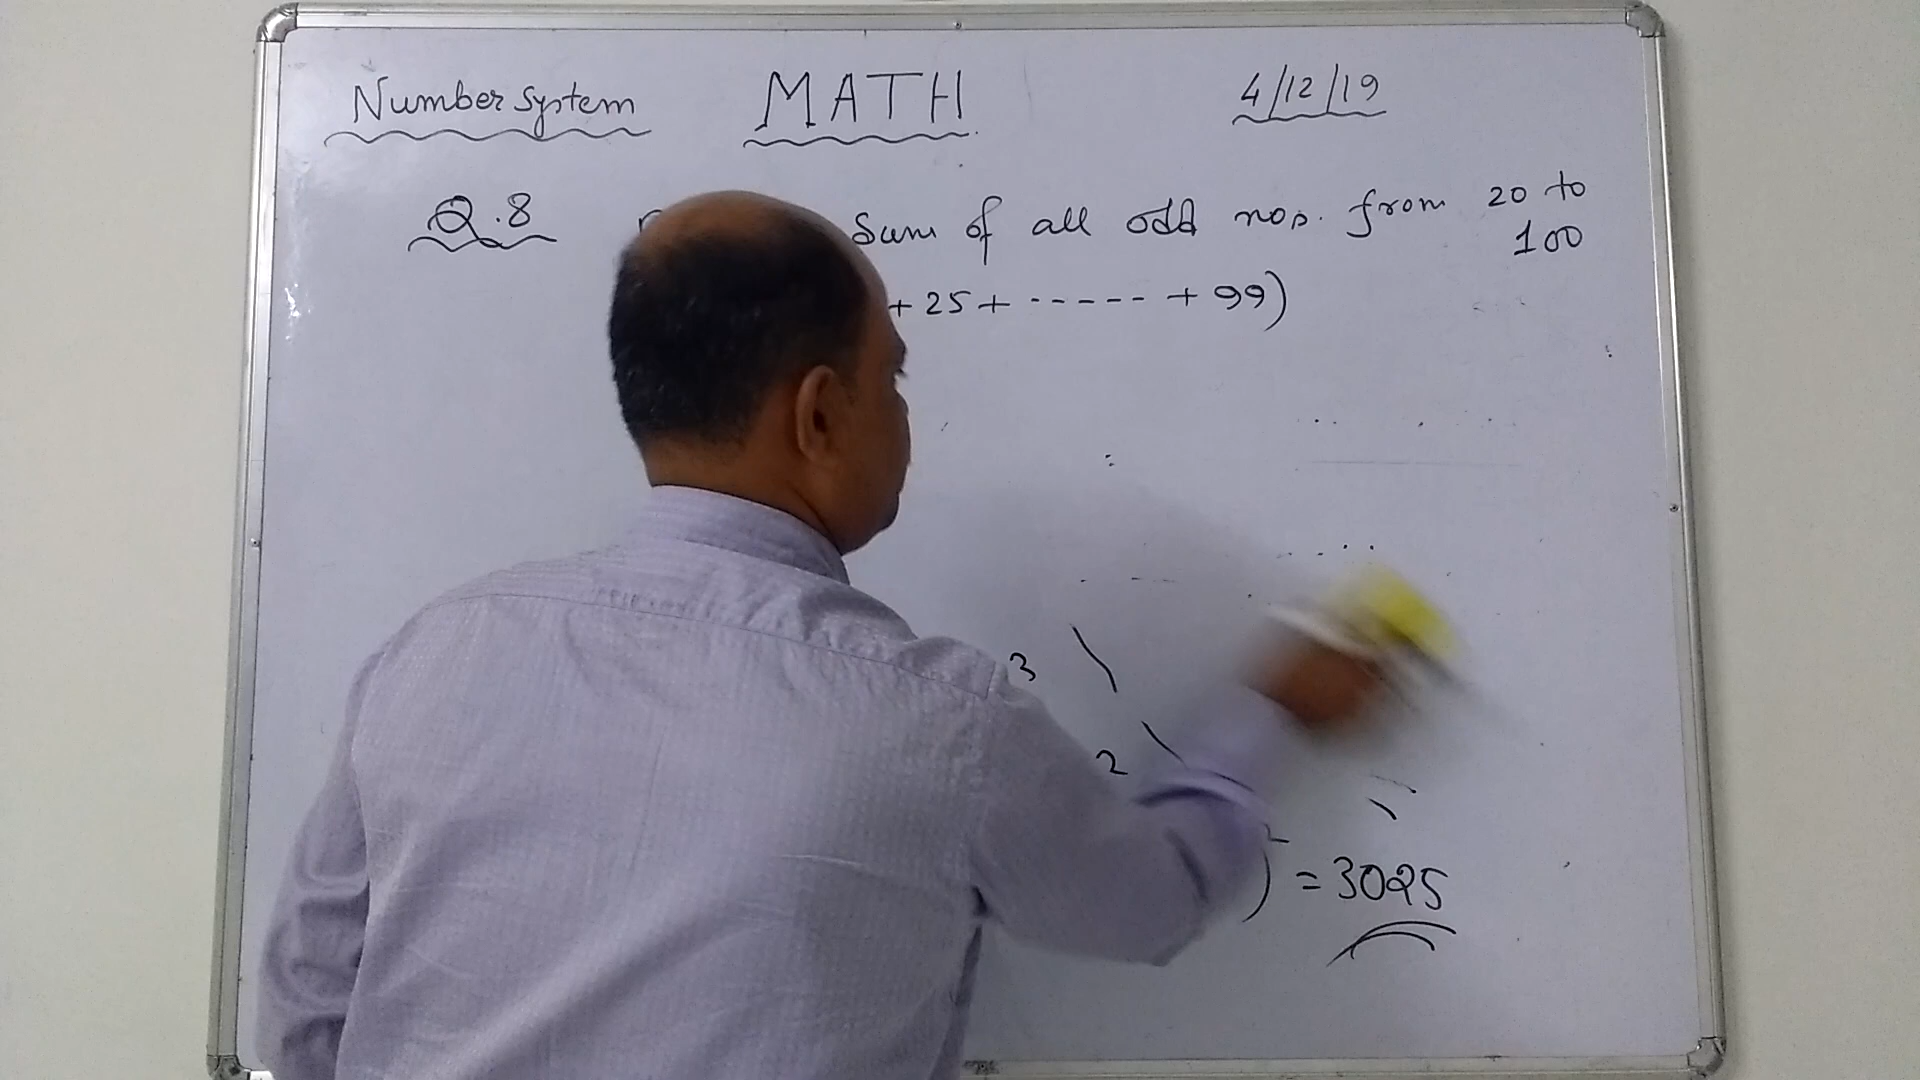 Number system MATH 4/12/19
Q.8 Sum of all odd nos. from 20 to
100
+ 25 + ------ + 99)
3
2
)² = 3025